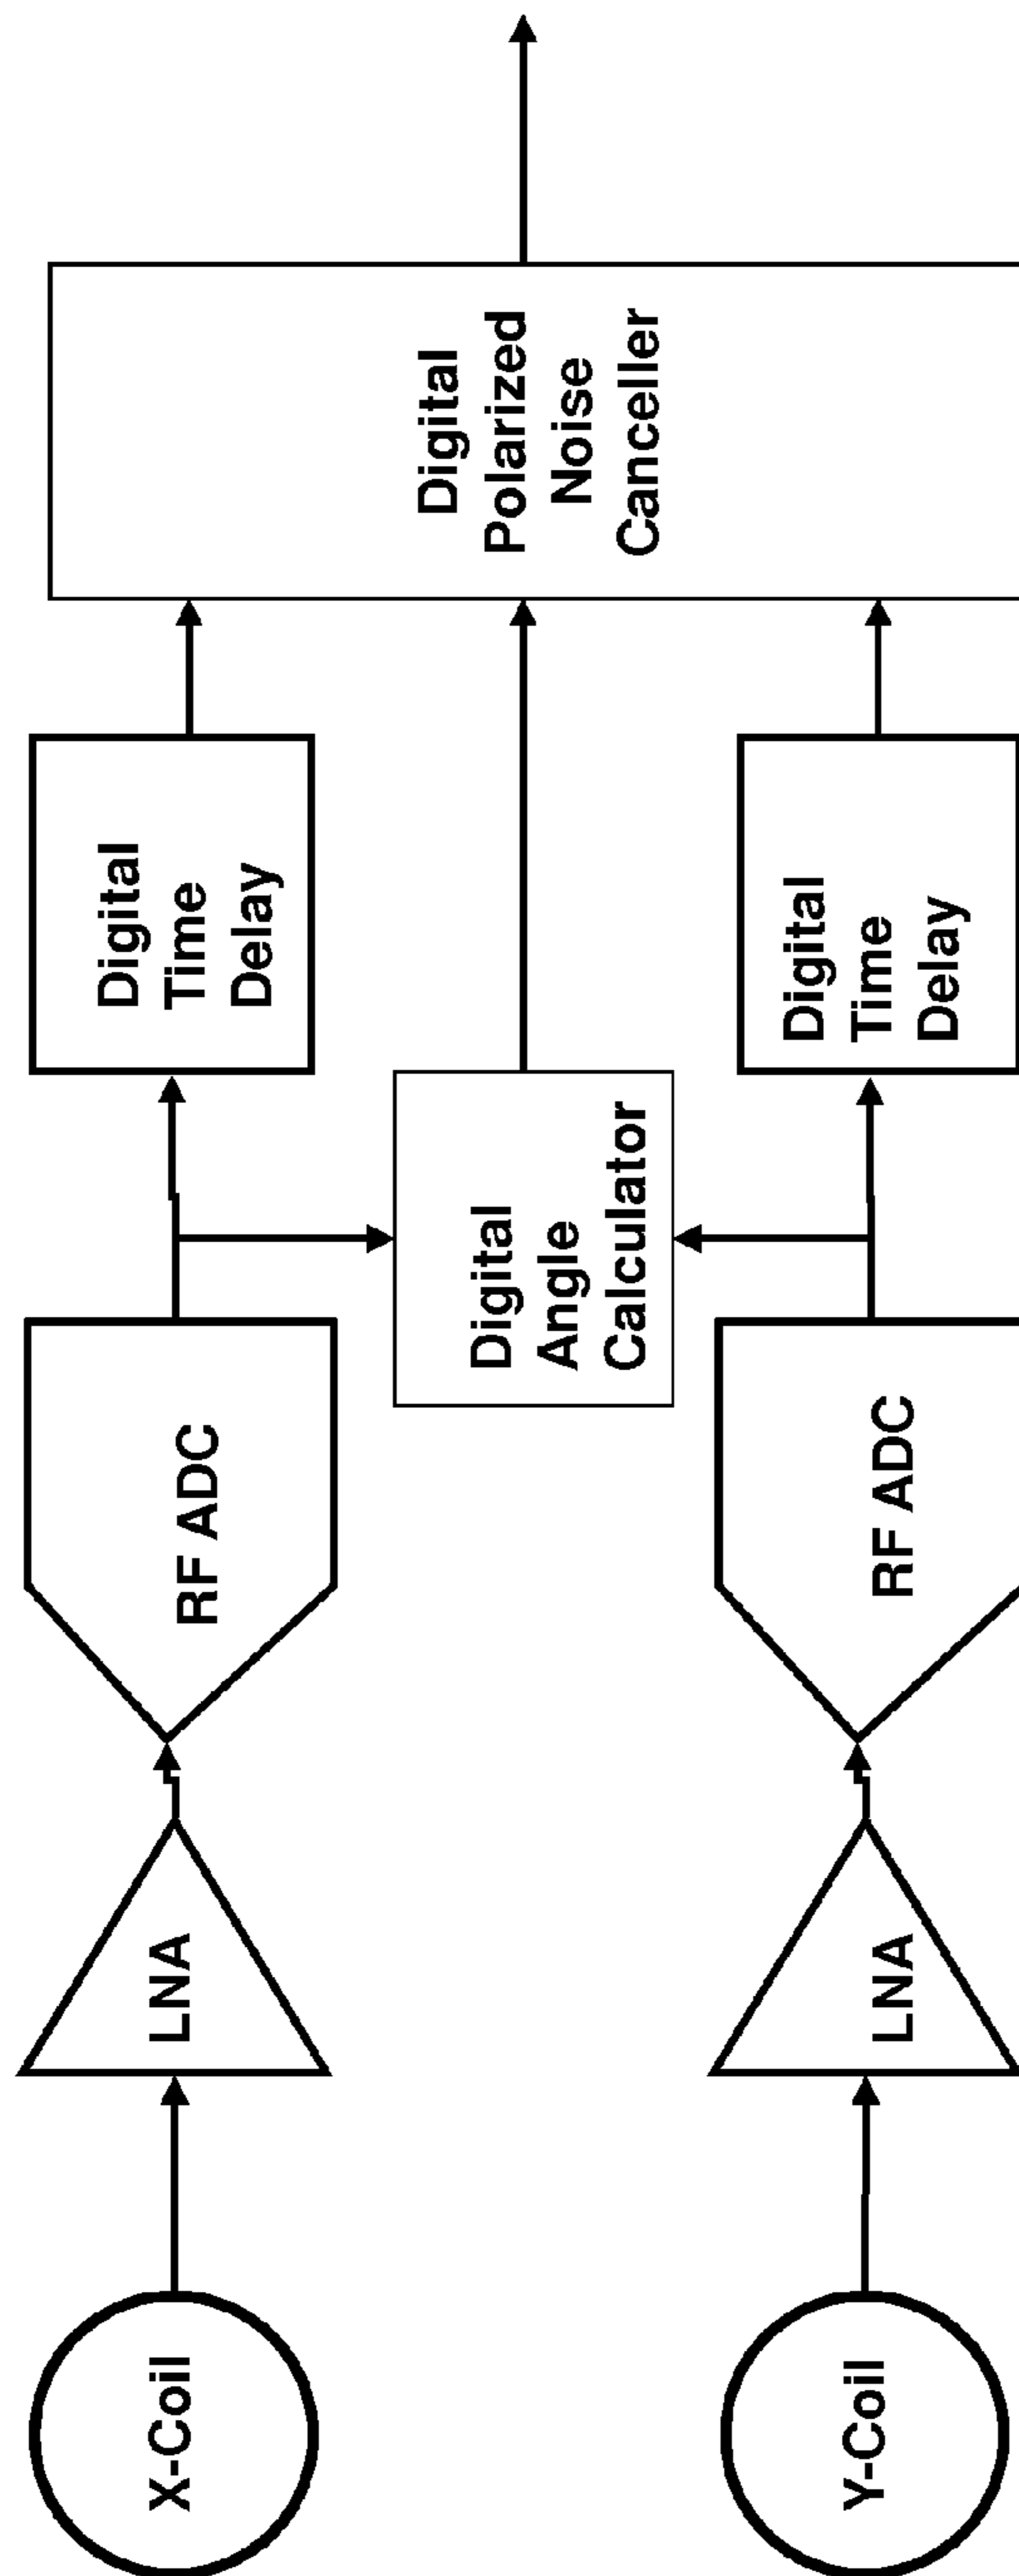 X-Coil
LNA
RF ADC
Digital
Time
Delay
Digital
Angle
Calculator
Digital
Polarized
Noise
Canceller
Y-Coil
LNA
RF ADC
Digital
Time
Delay